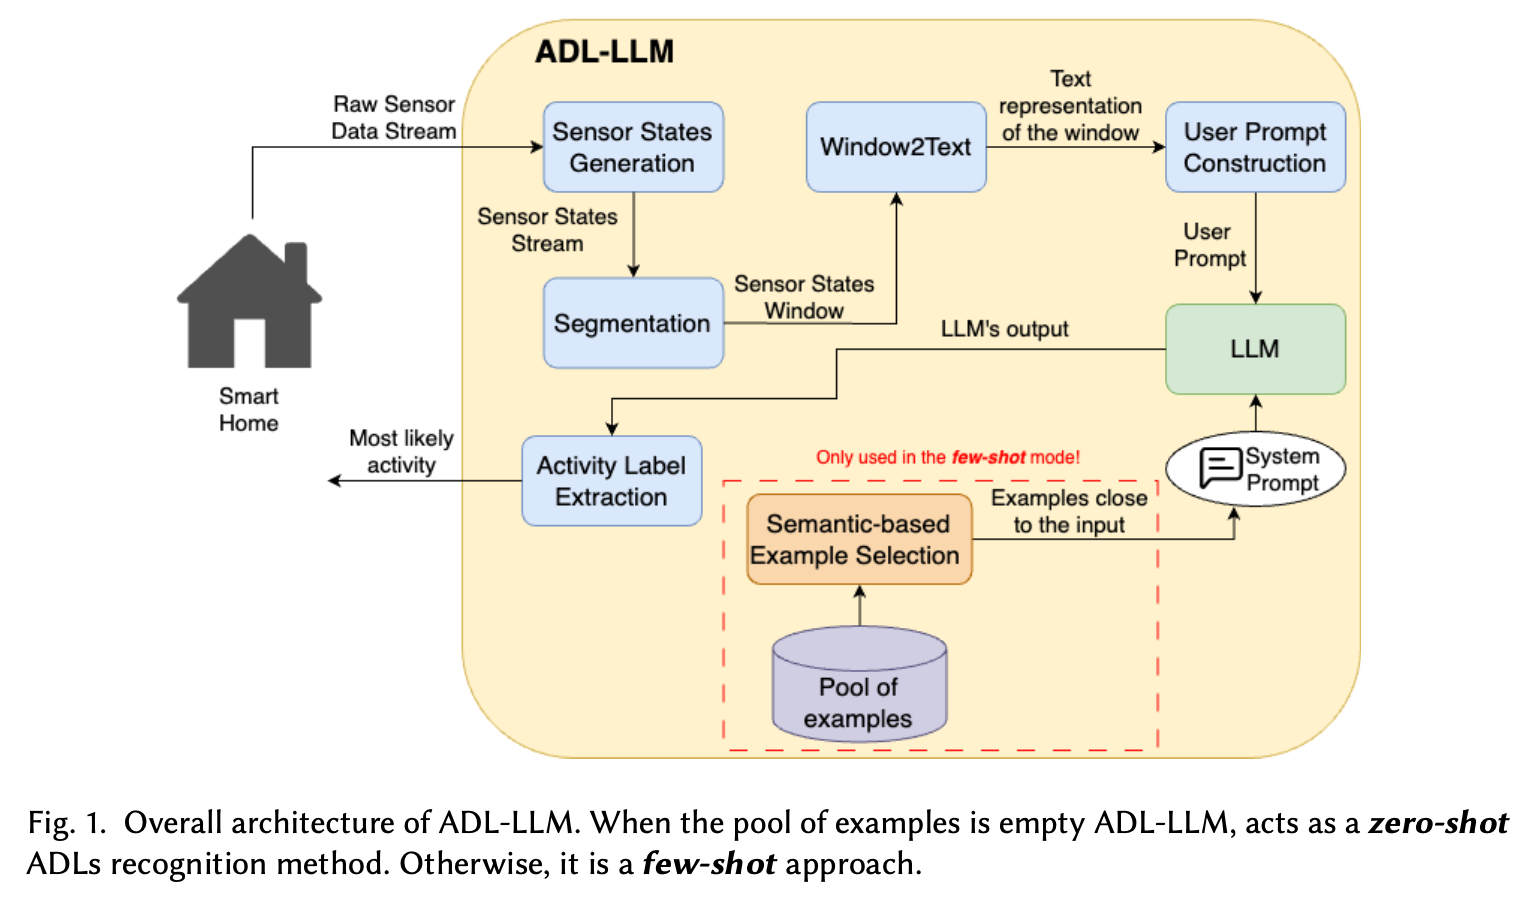 ADL-LLM
Raw Sensor
Data Stream
Sensor States
Generation
Window2Text
Text
representation
of the window
User Prompt
Construction
Sensor States
Stream
User
Prompt
Segmentation
Sensor States
Window
LLM's output
LLM
Smart
Home
Most likely
activity
Activity Label
Extraction
Only used in the few-shot mode!
System
Prompt
Semantic-based
Example Selection
Examples close
to the input
Pool of
examples
Fig. 1. Overall architecture of ADL-LLM. When the pool of examples is empty ADL-LLM, acts as a zero-shot
ADLs recognition method. Otherwise, it is a few-shot approach.